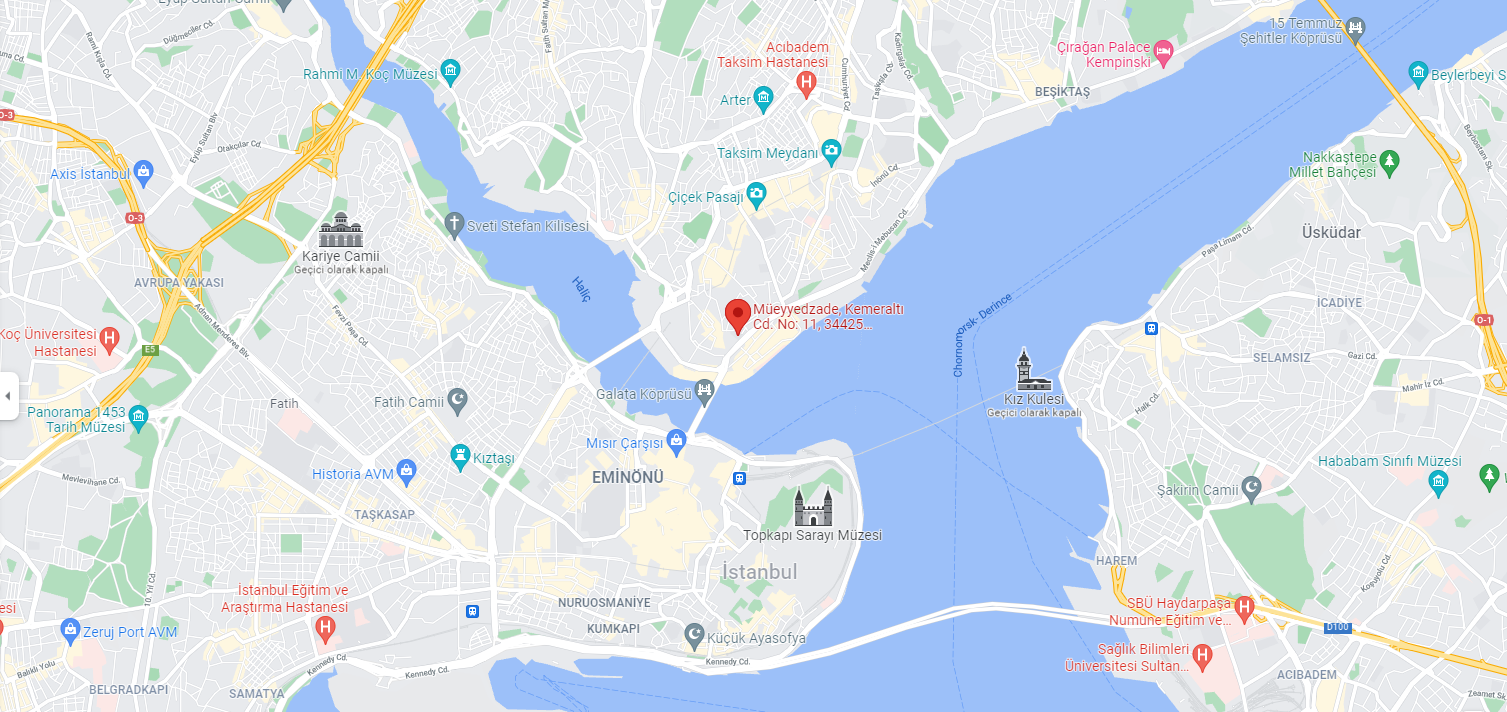 Eyüp Sultan Camii
Düğmeciler Cd.
Rami Kışla Cd.
15 Temmuz
Şehitler Köprüsü
Acıbadem
Taksim Hastanesi
Çırağan Palace
Kempinski
Rahmi M. Koç Müzesi
Kadırgalar Cd.
Cumhuriyet Cd.
Taşkışla Cd.
Beylerbeyi S
BEŞİKTAŞ
Arter
O-3
Eyüp Sultan Blv
Otakçılar Cd.
Beybostanı Sk.
Taksim Meydanı
Nakkaştepe
Millet Bahçesi
Axis İstanbul
İnönü Cd.
Çiçek Pasajı
O-3
Sveti Stefan Kilisesi
Meclis-i Mebusan Cd.
Üsküdar
Paşa Limanı Cd.
Kariye Camii
Geçici olarak kapalı
AVRUPA YAKASI
Haliç
İCADİYE
Müeyyedzade, Kemeraltı
Cd. No: 11, 34425...
Chornomorsk- Derince
Fevzi Paşa Cd.
Adnan Menderes Blv.
O-1
Koç Üniversitesi
Hastanesi
E5
SELAMSIZ
Gazi Cd.
Mahir İz Cd.
Galata Köprüsü
Kız Kulesi
Geçici olarak kapalı
Halk Cd.
Fatih
Fatih Camii
Panorama 1453
Tarih Müzesi
Mısır Çarşısı
Kıztaşı
Hababam Sınıfı Müzesi
Historia AVM
EMİNÖNÜ
Mevlevihane Cd.
Şakirin Camii
TAŞKASAP
Topkapı Sarayı Müzesi
HAREM
İstanbul
Koşuyolu Cd.
10. Yıl Cd.
İstanbul Eğitim ve
Araştırma Hastanesi
NURUOSMANİYE
SBÜ Haydarpaşa
Numune Eğitim ve...
esi
Zeruj Port AVM
KUMKAPI
D100
Küçük Ayasofya
Sağlık Bilimleri
Üniversitesi Sultan...
Kennedy Cd.
Kennedy Cd.
Kennedy Cd.
Balıklı Yolu
ACIBADEM
BELGRADKAPI
SAMATYA
Zeamet Sk.